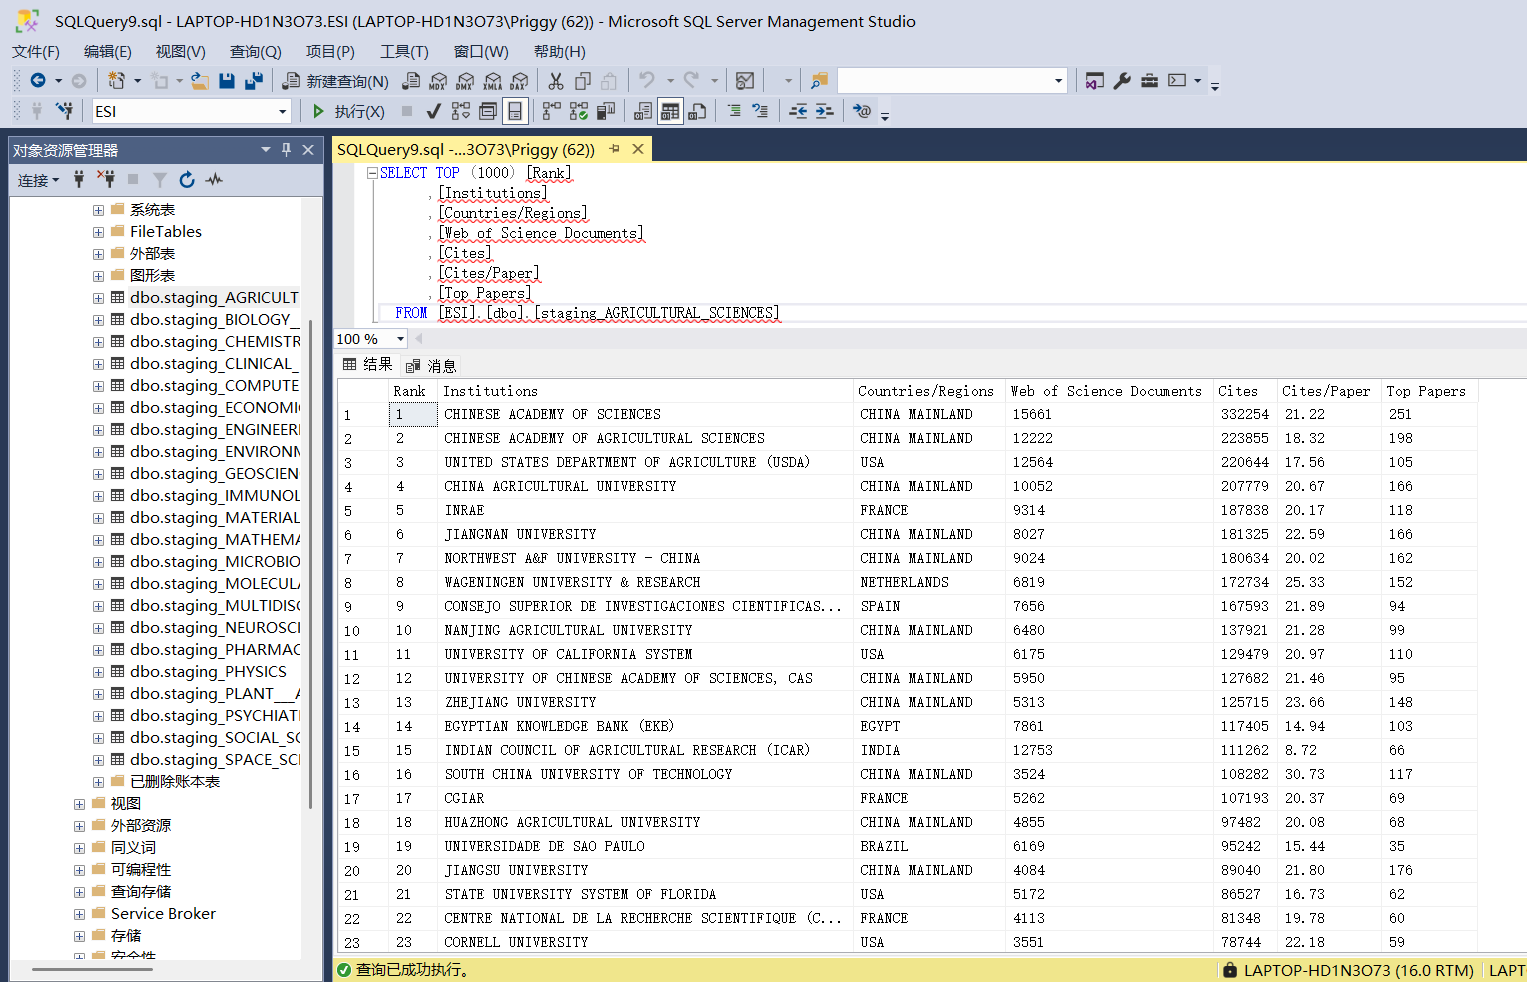 SQLQuery9.sql - LAPTOP-HD1N3O73.ESI (LAPTOP-HD1N3O73\Priggy (62)) - Microsoft SQL Server Management Studio
文件(F) 编辑(E) 视图(V) 查询(Q) 项目(P) 工具(T) 窗口(W) 帮助(H)
新建查询(N) MDX DMX XMLA DAX
ESI 执行(X)
对象资源管理器
连接
系统表
FileTables
外部表
图形表
dbo.staging_AGRICULT
dbo.staging_BIOLOGY_
dbo.staging_CHEMISTR
dbo.staging_CLINICAL_
dbo.staging_COMPUTE
dbo.staging_ECONOMI
dbo.staging_ENGINEERI
dbo.staging_ENVIRONM
dbo.staging_GEOSCIEN
dbo.staging_IMMUNOL
dbo.staging_MATERIAL
dbo.staging_MATHEMA
dbo.staging_MICROBIO
dbo.staging_MOLECULA
dbo.staging_MULTIDISC
dbo.staging_NEUROSCI
dbo.staging_PHARMAC
dbo.staging_PHYSICS
dbo.staging_PLANT___A
dbo.staging_PSYCHIATI
dbo.staging_SOCIAL_SC
dbo.staging_SPACE_SCI
已删除账本表
视图
外部资源
同义词
可编程性
查询存储
Service Broker
存储
安全性
SQLQuery9.sql -...3O73\Priggy (62))
SELECT TOP (1000) [Rank]
,[Institutions]
,[Countries/Regions]
,[Web of Science Documents]
,[Cites]
,[Cites/Paper]
,[Top Papers]
FROM [ESI].[dbo].[staging_AGRICULTURAL_SCIENCES]
100 %
结果 消息
Rank Institutions Countries/Regions Web of Science Documents Cites Cites/Paper Top Papers
1 1 CHINESE ACADEMY OF SCIENCES CHINA MAINLAND 15661 332254 21.22 251
2 2 CHINESE ACADEMY OF AGRICULTURAL SCIENCES CHINA MAINLAND 12222 223855 18.32 198
3 3 UNITED STATES DEPARTMENT OF AGRICULTURE (USDA) USA 12564 220644 17.56 105
4 4 CHINA AGRICULTURAL UNIVERSITY CHINA MAINLAND 10052 207779 20.67 166
5 5 INRAE FRANCE 9314 187838 20.17 118
6 6 JIANGNAN UNIVERSITY CHINA MAINLAND 8027 181325 22.59 166
7 7 NORTHWEST A&F UNIVERSITY - CHINA CHINA MAINLAND 9024 180634 20.02 162
8 8 WAGENINGEN UNIVERSITY & RESEARCH NETHERLANDS 6819 172734 25.33 152
9 9 CONSEJO SUPERIOR DE INVESTIGACIONES CIENTIFICAS... SPAIN 7656 167593 21.89 94
10 10 NANJING AGRICULTURAL UNIVERSITY CHINA MAINLAND 6480 137921 21.28 99
11 11 UNIVERSITY OF CALIFORNIA SYSTEM USA 6175 129479 20.97 110
12 12 UNIVERSITY OF CHINESE ACADEMY OF SCIENCES, CAS CHINA MAINLAND 5950 127682 21.46 95
13 13 ZHEJIANG UNIVERSITY CHINA MAINLAND 5313 125715 23.66 148
14 14 EGYPTIAN KNOWLEDGE BANK (EKB) EGYPT 7861 117405 14.94 103
15 15 INDIAN COUNCIL OF AGRICULTURAL RESEARCH (ICAR) INDIA 12753 111262 8.72 66
16 16 SOUTH CHINA UNIVERSITY OF TECHNOLOGY CHINA MAINLAND 3524 108282 30.73 117
17 17 CGIAR FRANCE 5262 107193 20.37 69
18 18 HUAZHONG AGRICULTURAL UNIVERSITY CHINA MAINLAND 4855 97482 20.08 68
19 19 UNIVERSIDADE DE SAO PAULO BRAZIL 6169 95242 15.44 35
20 20 JIANGSU UNIVERSITY CHINA MAINLAND 4084 89040 21.80 176
21 21 STATE UNIVERSITY SYSTEM OF FLORIDA USA 5172 86527 16.73 62
22 22 CENTRE NATIONAL DE LA RECHERCHE SCIENTIFIQUE (C... FRANCE 4113 81348 19.78 60
23 23 CORNELL UNIVERSITY USA 3551 78744 22.18 59
查询已成功执行。 LAPTOP-HD1N3O73 (16.0 RTM) LAPT